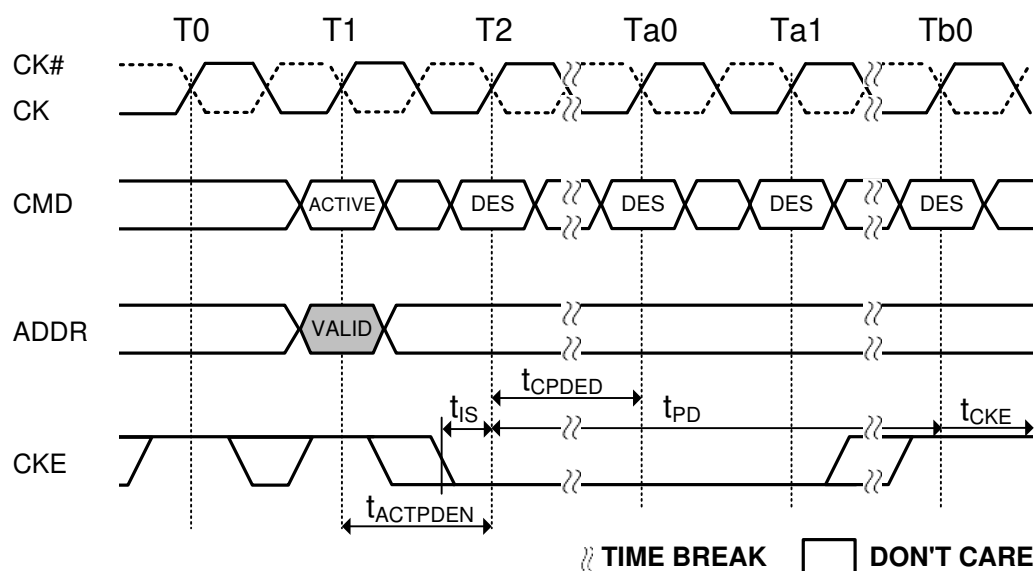 T0 T1 T2 Ta0 Ta1 Tb0
CK#
CK
CMD ACTIVE DES DES DES DES
ADDR VALID
tCPDED
tIS tPD tCKE
CKE
tACTPDEN
TIME BREAK DON'T CARE